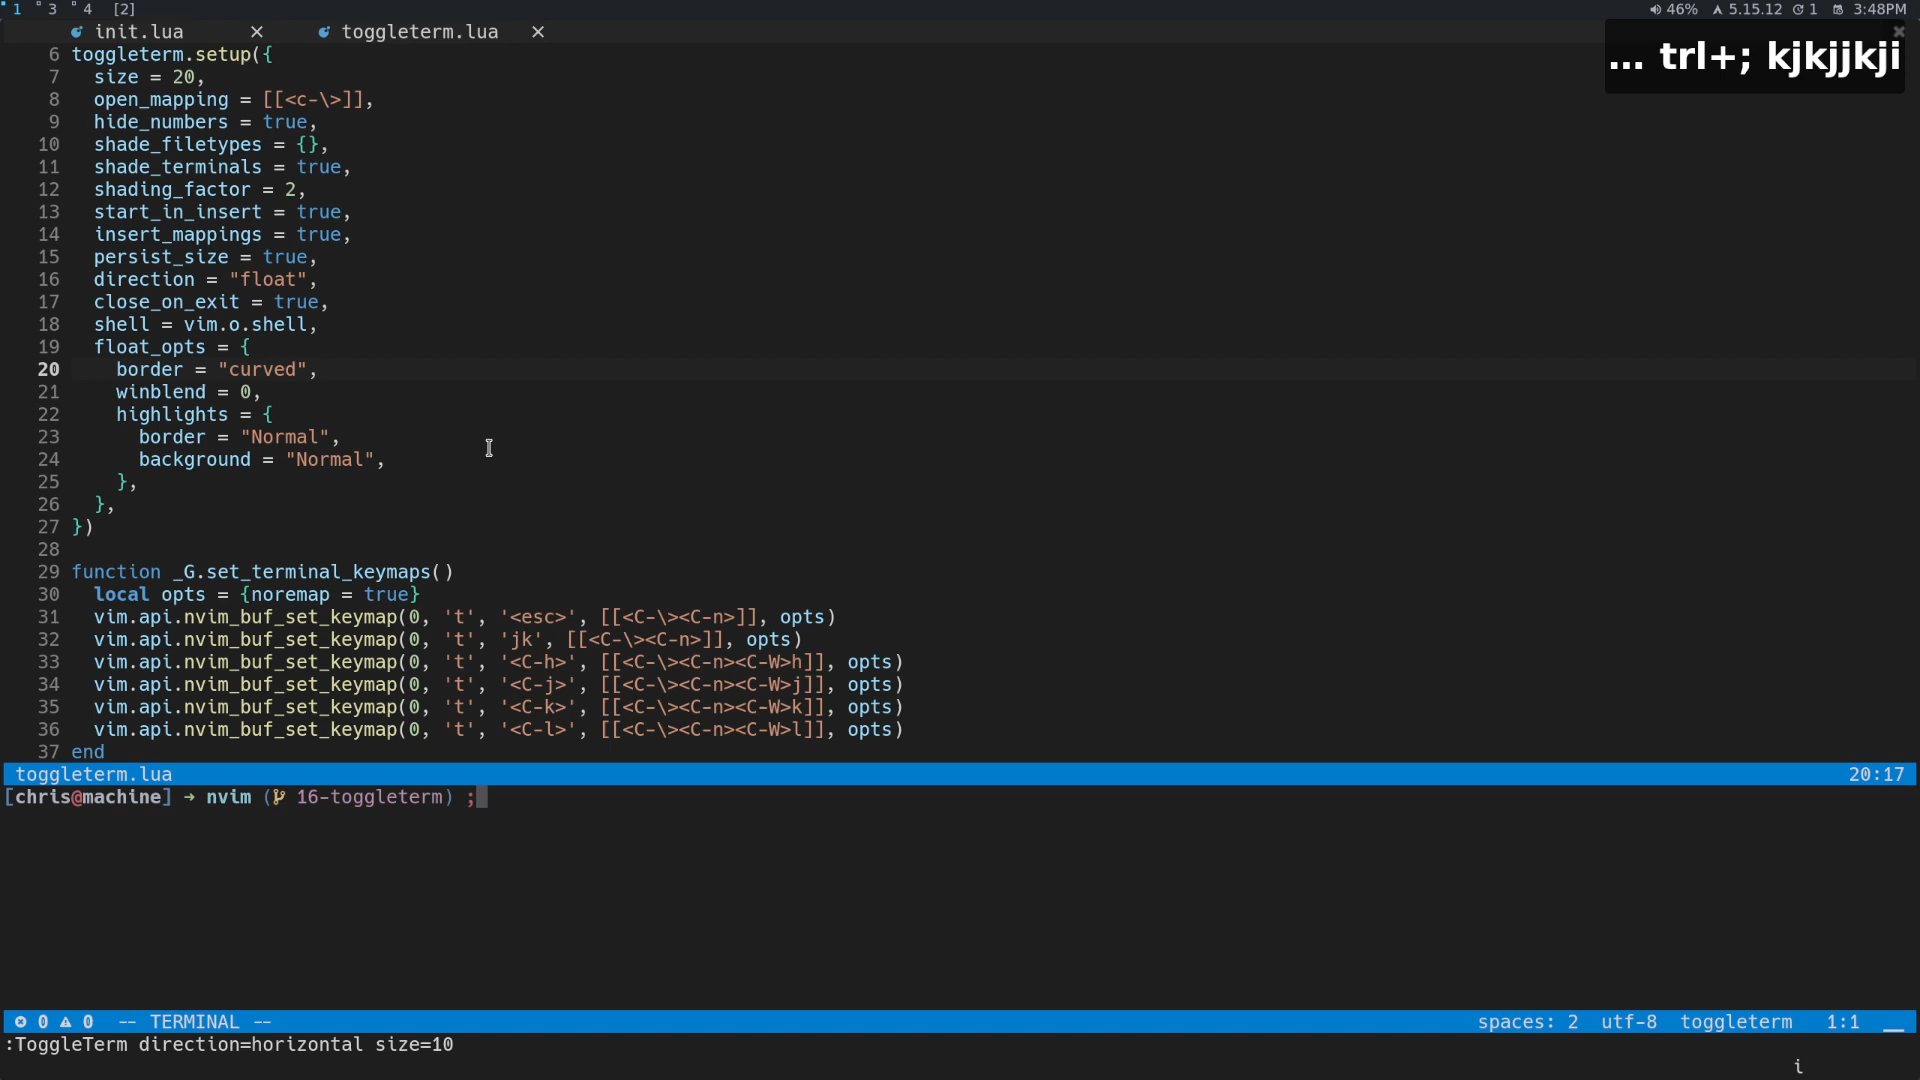 1 3 4 [2] 46% 5.15.12 1 3:48PM
init.lua toggleterm.lua
... trl+; kjkjjkji
6 toggleterm.setup({
7 size = 20,
8 open_mapping = [[<c-\>]],
9 hide_numbers = true,
10 shade_filetypes = {},
11 shade_terminals = true,
12 shading_factor = 2,
13 start_in_insert = true,
14 insert_mappings = true,
15 persist_size = true,
16 direction = "float",
17 close_on_exit = true,
18 shell = vim.o.shell,
19 float_opts = {
20 border = "curved",
21 winblend = 0,
22 highlights = {
23 border = "Normal",
24 background = "Normal",
25 },
26 },
27 })
28
29 function _G.set_terminal_keymaps()
30 local opts = {noremap = true}
31 vim.api.nvim_buf_set_keymap(0, 't', '<esc>', [[<C-\><C-n>]], opts)
32 vim.api.nvim_buf_set_keymap(0, 't', 'jk', [[<C-\><C-n>]], opts)
33 vim.api.nvim_buf_set_keymap(0, 't', '<C-h>', [[<C-\><C-n><C-W>h]], opts)
34 vim.api.nvim_buf_set_keymap(0, 't', '<C-j>', [[<C-\><C-n><C-W>j]], opts)
35 vim.api.nvim_buf_set_keymap(0, 't', '<C-k>', [[<C-\><C-n><C-W>k]], opts)
36 vim.api.nvim_buf_set_keymap(0, 't', '<C-l>', [[<C-\><C-n><C-W>l]], opts)
37 end
toggleterm.lua 20:17
[chris@machine] → nvim ( 16-toggleterm) ;
0 0 -- TERMINAL -- spaces: 2 utf-8 toggleterm 1:1 __
:ToggleTerm direction=horizontal size=10
i